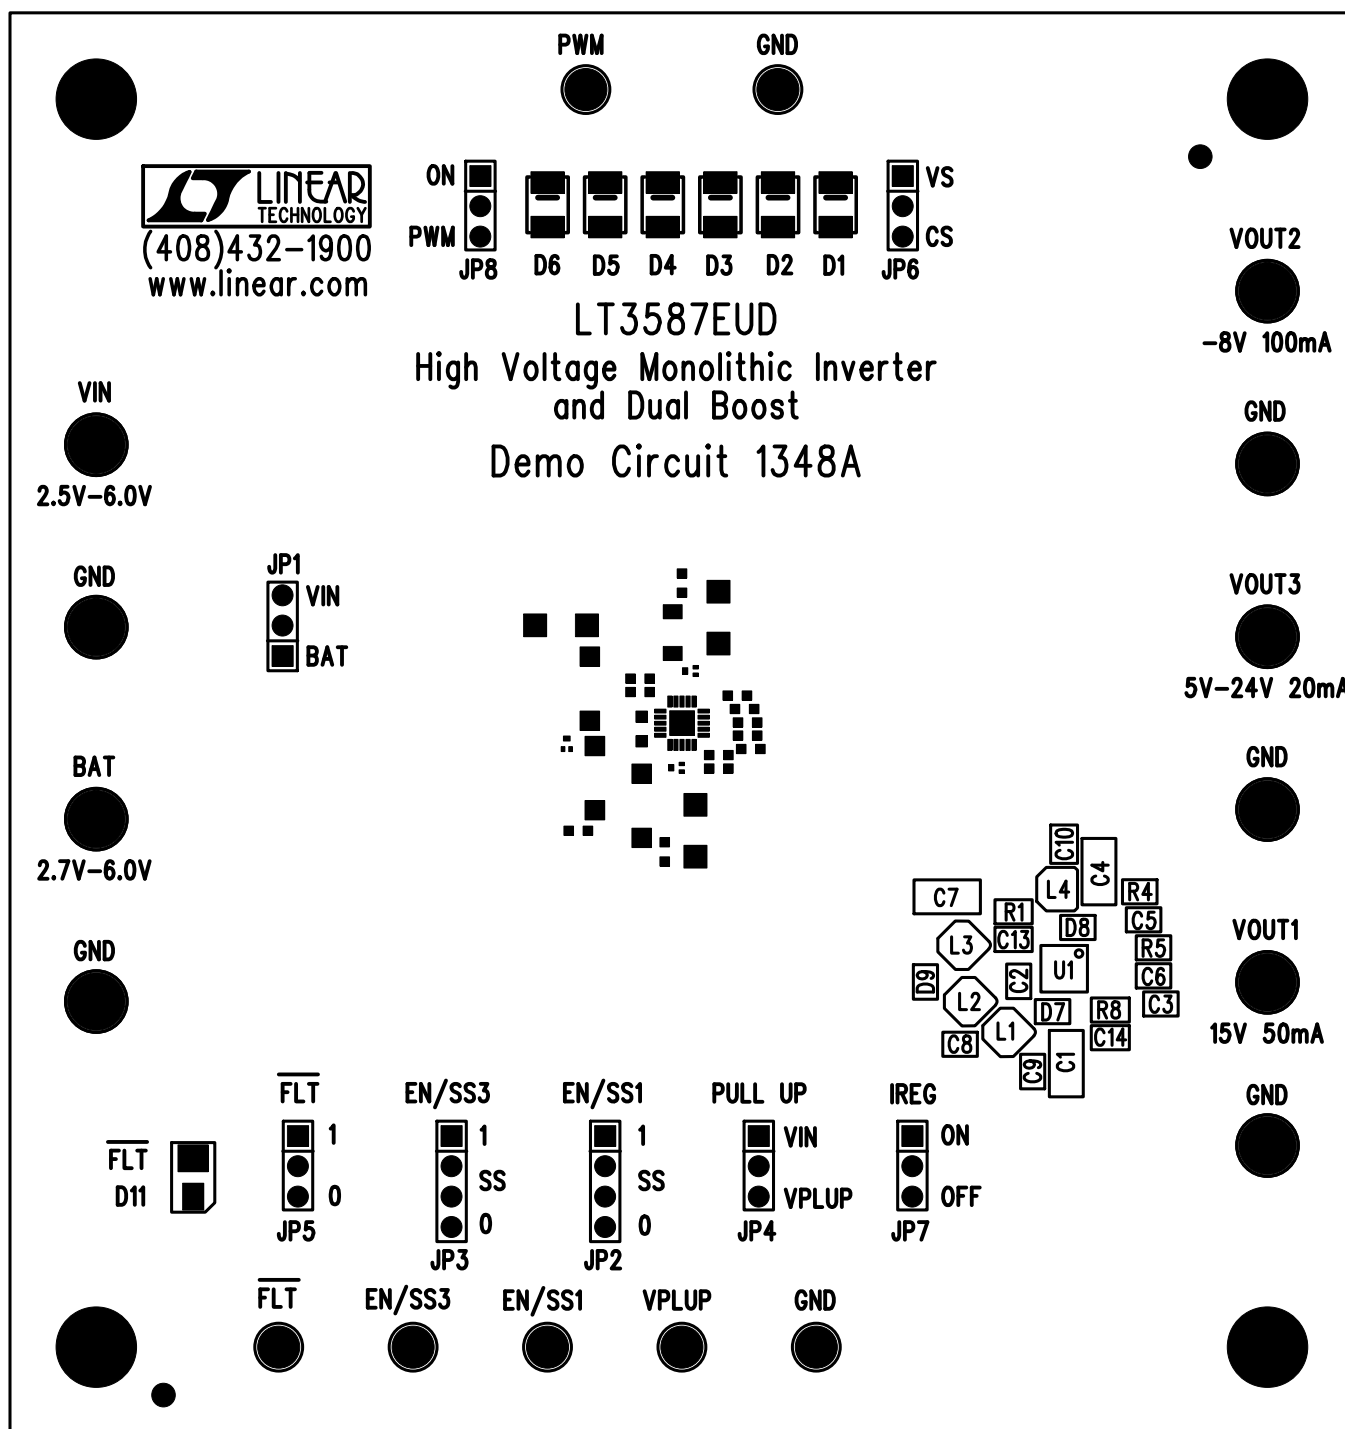 PWM
GND
ON
PWM
JP8
D6
D5
D4
D3
D2
D1
VS
CS
JP6
LINEAR
TECHNOLOGY
(408)432-1900
www.linear.com
LT3587EUD
High Voltage Monolithic Inverter
and Dual Boost
Demo Circuit 1348A
VOUT2
-8V 100mA
GND
VIN
2.5V-6.0V
GND
JP1
VIN
BAT
VOUT3
5V-24V 20mA
GND
BAT
2.7V-6.0V
GND
C10
C4
L4
R4
C7
R1
C5
D8
L3
C13
R5
U1
C6
D9
C2
L2
C3
D7
R8
L1
C8
C14
C9
C1
VOUT1
15V 50mA
GND
FLT
D11
FLT
1
0
JP5
EN/SS3
1
SS
0
JP3
EN/SS1
1
SS
0
JP2
PULL UP
VIN
VPLUP
JP4
IREG
ON
OFF
JP7
FLT
EN/SS3
EN/SS1
VPLUP
GND